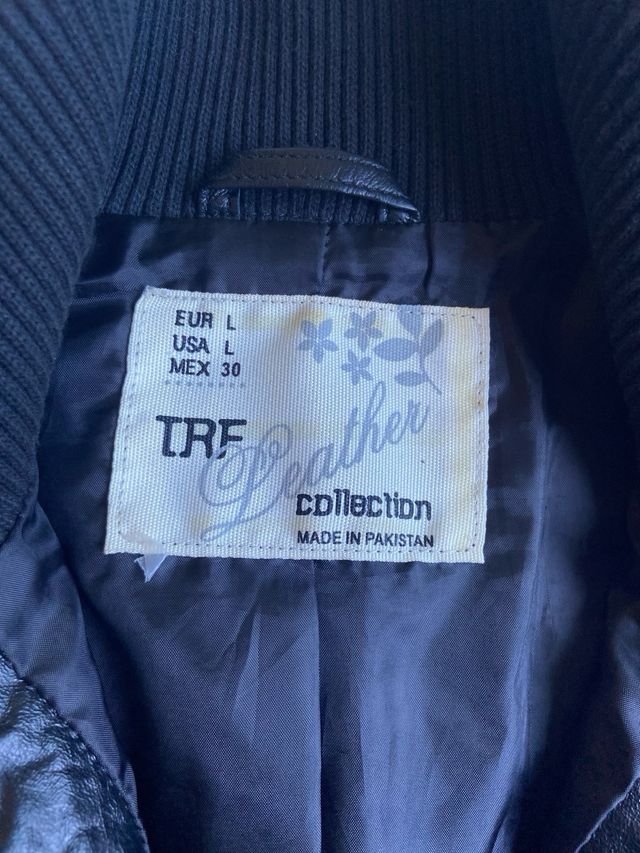 EUR L
USA L
MEX 30
TRF
Leather
collection
MADE IN PAKISTAN